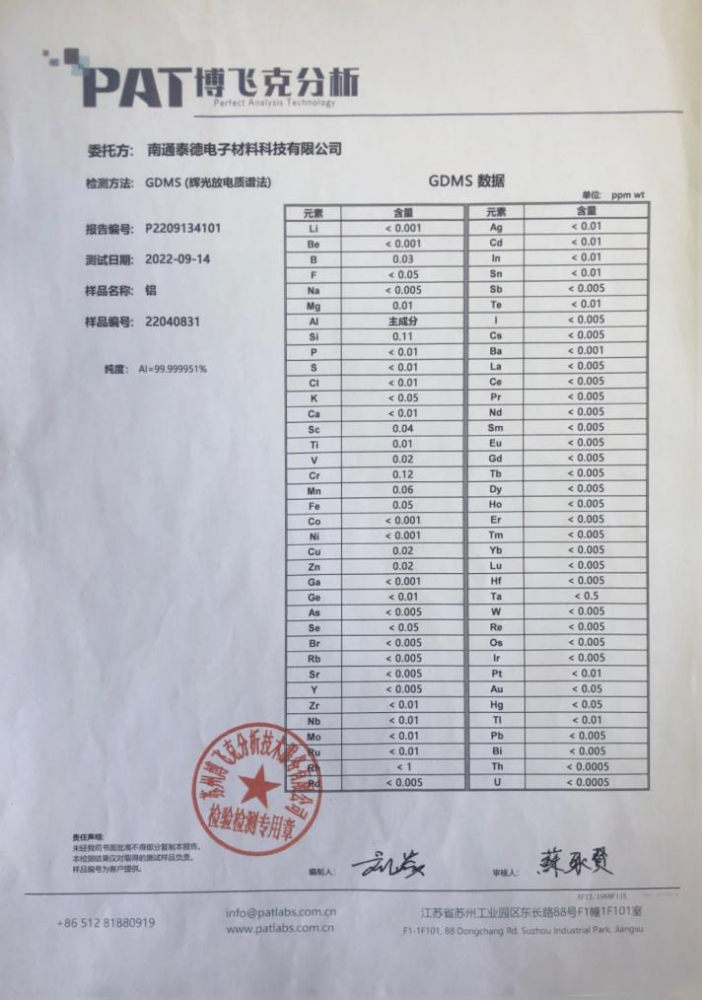 PAT博飞克分析
Perfect Analysis Technology
委托方: 南通泰德电子材料科技有限公司
检测方法: GDMS (辉光放电质谱法)
GDMS 数据
单位: ppm wt
报告编号: P2209134101
测试日期: 2022-09-14
样品名称: 铝
样品编号: 22040831
纯度: Al=99.999951%
元素 含量 元素 含量
Li < 0.001 Ag < 0.01
Be < 0.001 Cd < 0.01
B 0.03 In < 0.01
F < 0.05 Sn < 0.01
Na < 0.005 Sb < 0.005
Mg 0.01 Te < 0.01
Al 主成分 I < 0.005
Si 0.11 Cs < 0.005
P < 0.01 Ba < 0.001
S < 0.01 La < 0.005
Cl < 0.01 Ce < 0.005
K < 0.05 Pr < 0.005
Ca < 0.01 Nd < 0.005
Sc 0.04 Sm < 0.005
Ti 0.01 Eu < 0.005
V 0.02 Gd < 0.005
Cr 0.12 Tb < 0.005
Mn 0.06 Dy < 0.005
Fe 0.05 Ho < 0.005
Co < 0.001 Er < 0.005
Ni < 0.001 Tm < 0.005
Cu 0.02 Yb < 0.005
Zn 0.02 Lu < 0.005
Ga < 0.001 Hf < 0.005
Ge < 0.01 Ta < 0.5
As < 0.005 W < 0.005
Se < 0.05 Re < 0.005
Br < 0.005 Os < 0.005
Rb < 0.005 Ir < 0.005
Sr < 0.005 Pt < 0.01
Y < 0.005 Au < 0.05
Zr < 0.01 Hg < 0.05
Nb < 0.01 Tl < 0.01
Mo < 0.01 Pb < 0.005
Ru < 0.01 Bi < 0.005
Rh < 1 Th < 0.0005
Pd < 0.005 U < 0.0005
苏州博飞克分析技术服务有限公司
检验检测专用章
责任声明:
未经我司书面批准不得部分复制本报告。
本检测结果仅对取得的测试样品负责。
样品编号为客户提供。
编制人:
审核人:
+86 512 81880919
info@patlabs.com.cn
www.patlabs.com.cn
江苏省苏州工业园区东长路88号F1幢1F101室
F1-1F101, 88 Dongchang Rd, Suzhou Industrial Park, Jiangsu